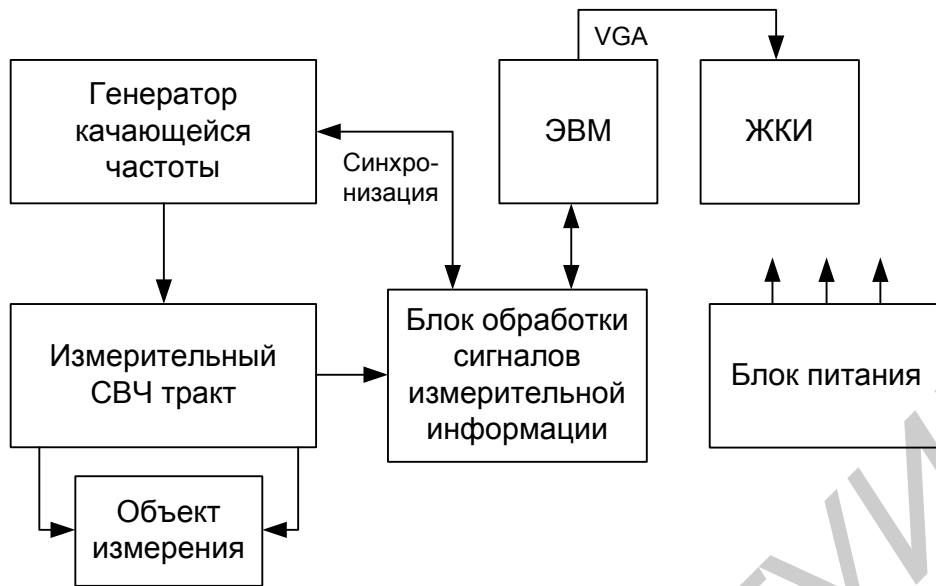 VGA
Генератор
качающейся
частоты
ЭВМ
ЖКИ
Синхро-
низация
Измерительный
СВЧ тракт
Блок обработки
сигналов
измерительной
информации
Блок питания
Объект
измерения